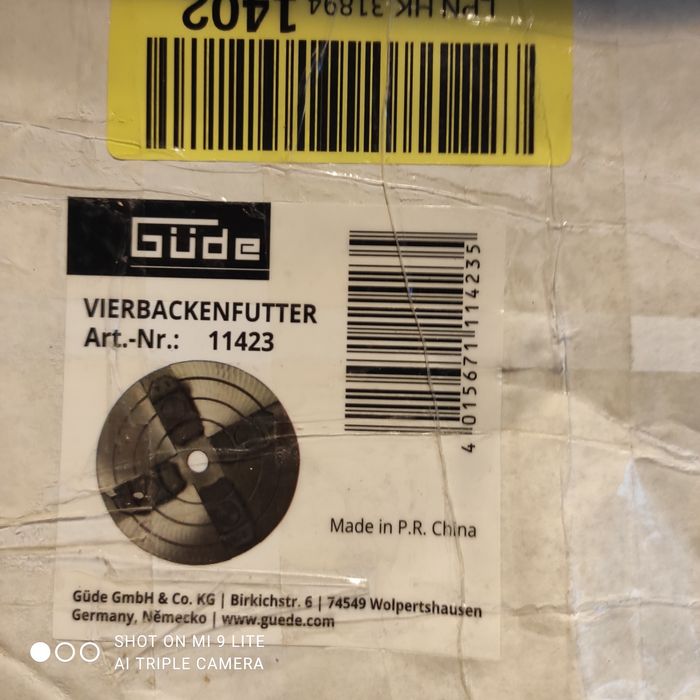 LPN HK 31894 1402
Güde
VIERBACKENFUTTER
Art.-Nr.: 11423
4 015671 114235
Made in P.R. China
Güde GmbH & Co. KG | Birkichstr. 6 | 74549 Wolpertshausen
Germany, Německo | www.guede.com
SHOT ON MI 9 LITE
AI TRIPLE CAMERA